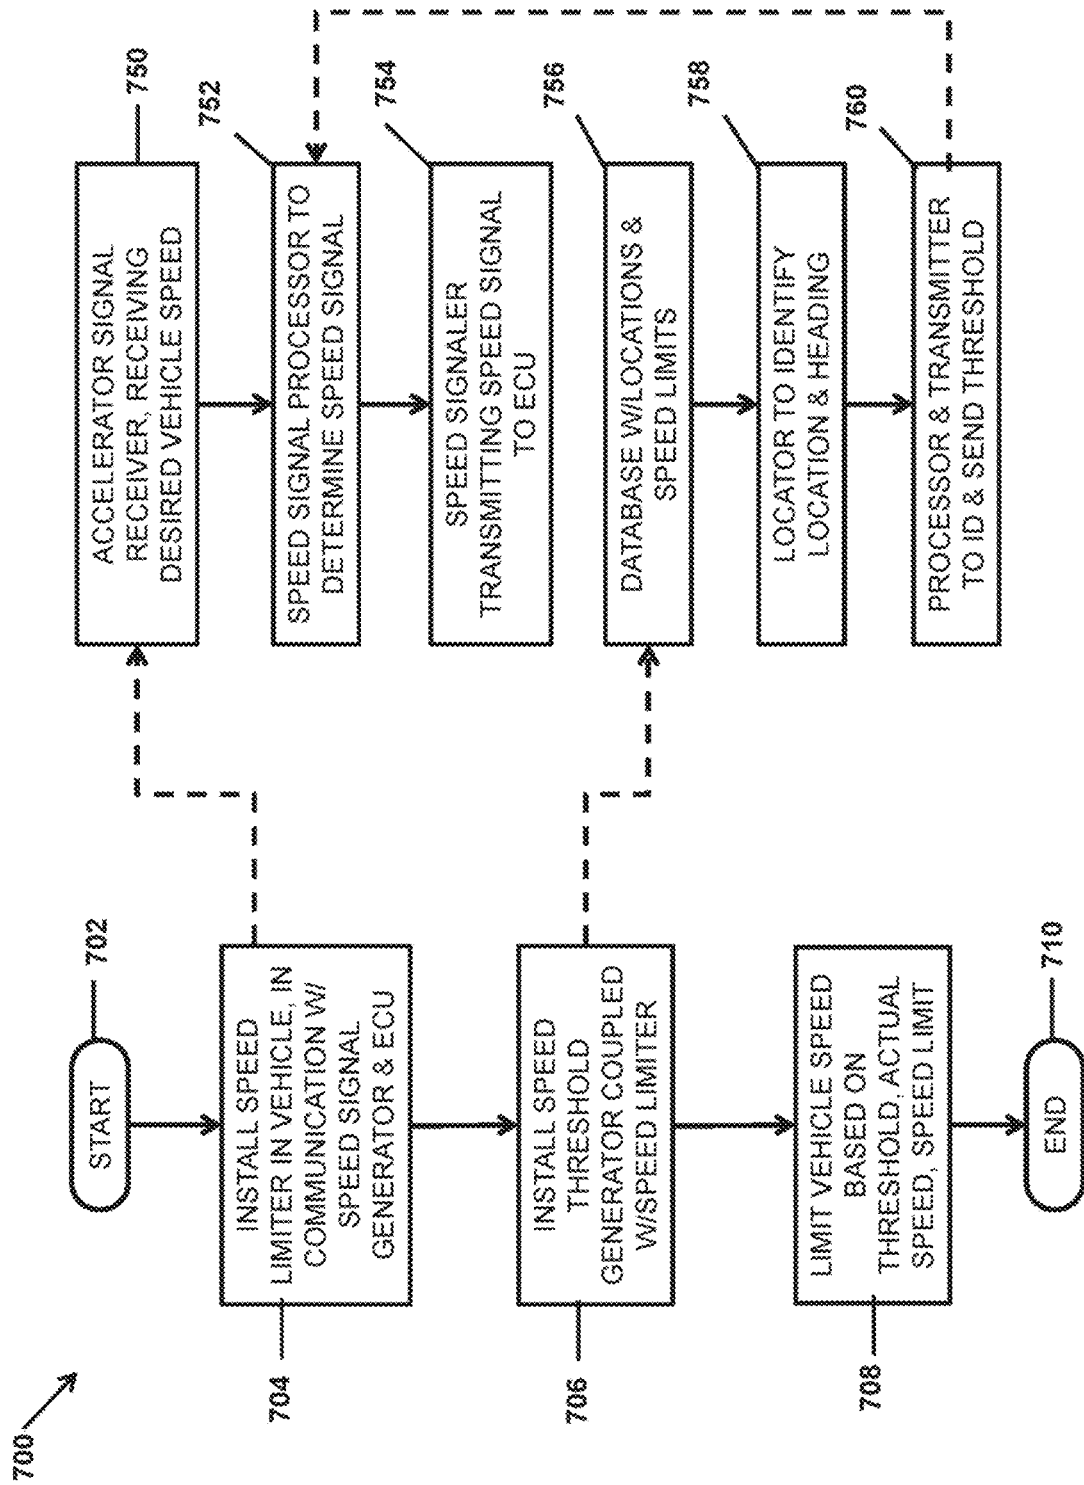 700
702
START
704
INSTALL SPEED
LIMITER IN VEHICLE, IN
COMMUNICATION W/
SPEED SIGNAL
GENERATOR & ECU
706
INSTALL SPEED
THRESHOLD
GENERATOR COUPLED
W/SPEED LIMITER
708
LIMIT VEHICLE SPEED
BASED ON
THRESHOLD, ACTUAL
SPEED, SPEED LIMIT
710
END
750
ACCELERATOR SIGNAL
RECEIVER, RECEIVING
DESIRED VEHICLE SPEED
752
SPEED SIGNAL PROCESSOR TO
DETERMINE SPEED SIGNAL
754
SPEED SIGNALER
TRANSMITTING SPEED SIGNAL
TO ECU
756
DATABASE W/LOCATIONS &
SPEED LIMITS
758
LOCATOR TO IDENTIFY
LOCATION & HEADING
760
PROCESSOR & TRANSMITTER
TO ID & SEND THRESHOLD